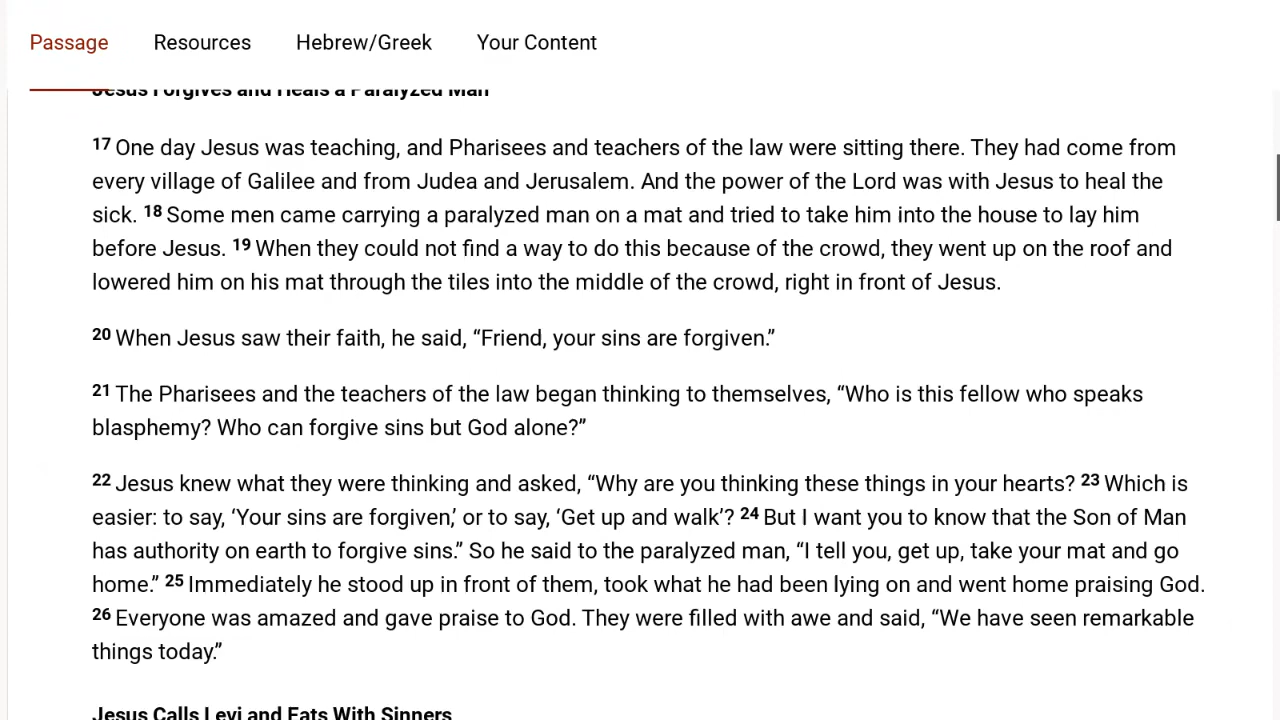 Passage Resources Hebrew/Greek Your Content
Jesus Forgives and Heals a Paralyzed Man
17 One day Jesus was teaching, and Pharisees and teachers of the law were sitting there. They had come from
every village of Galilee and from Judea and Jerusalem. And the power of the Lord was with Jesus to heal the
sick. 18 Some men came carrying a paralyzed man on a mat and tried to take him into the house to lay him
before Jesus. 19 When they could not find a way to do this because of the crowd, they went up on the roof and
lowered him on his mat through the tiles into the middle of the crowd, right in front of Jesus.
20 When Jesus saw their faith, he said, “Friend, your sins are forgiven.”
21 The Pharisees and the teachers of the law began thinking to themselves, “Who is this fellow who speaks
blasphemy? Who can forgive sins but God alone?”
22 Jesus knew what they were thinking and asked, “Why are you thinking these things in your hearts? 23 Which is
easier: to say, ‘Your sins are forgiven,’ or to say, ‘Get up and walk’? 24 But I want you to know that the Son of Man
has authority on earth to forgive sins.” So he said to the paralyzed man, “I tell you, get up, take your mat and go
home.” 25 Immediately he stood up in front of them, took what he had been lying on and went home praising God.
26 Everyone was amazed and gave praise to God. They were filled with awe and said, “We have seen remarkable
things today.”
Jesus Calls Levi and Eats With Sinners